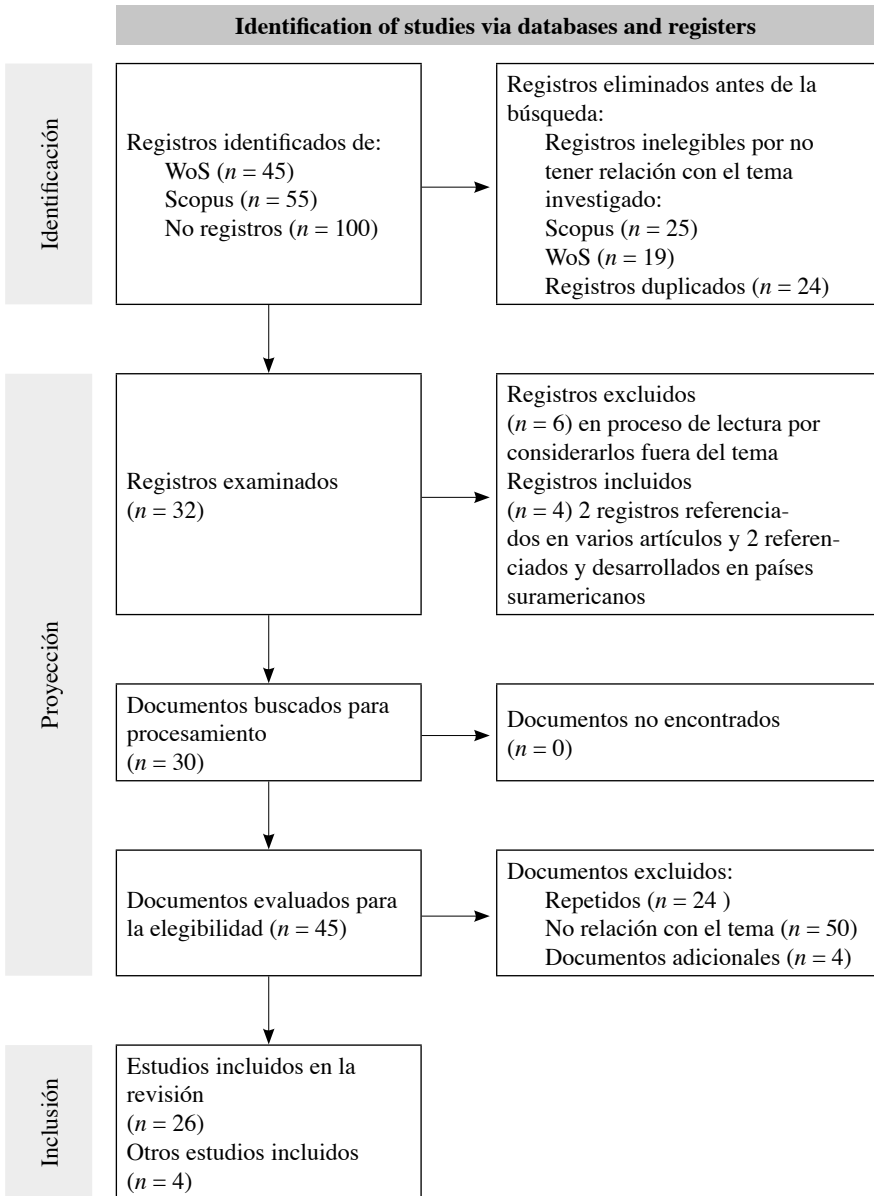 Identification of studies via databases and registers
Identificación
Registros identificados de:
WoS (n = 45)
Scopus (n = 55)
No registros (n = 100)
Registros eliminados antes de la
búsqueda:
Registros inelegibles por no
tener relación con el tema
investigado:
Scopus (n = 25)
WoS (n = 19)
Registros duplicados (n = 24)
Proyección
Registros examinados
(n = 32)
Registros excluidos
(n = 6) en proceso de lectura por
considerarlos fuera del tema
Registros incluidos
(n = 4) 2 registros referencia-
dos en varios artículos y 2 referen-
ciados y desarrollados en países
suramericanos
Documentos buscados para
procesamiento
(n = 30)
Documentos no encontrados
(n = 0)
Documentos evaluados para
la elegibilidad (n = 45)
Documentos excluidos:
Repetidos (n = 24 )
No relación con el tema (n = 50)
Documentos adicionales (n = 4)
Inclusión
Estudios incluidos en la
revisión
(n = 26)
Otros estudios incluidos
(n = 4)